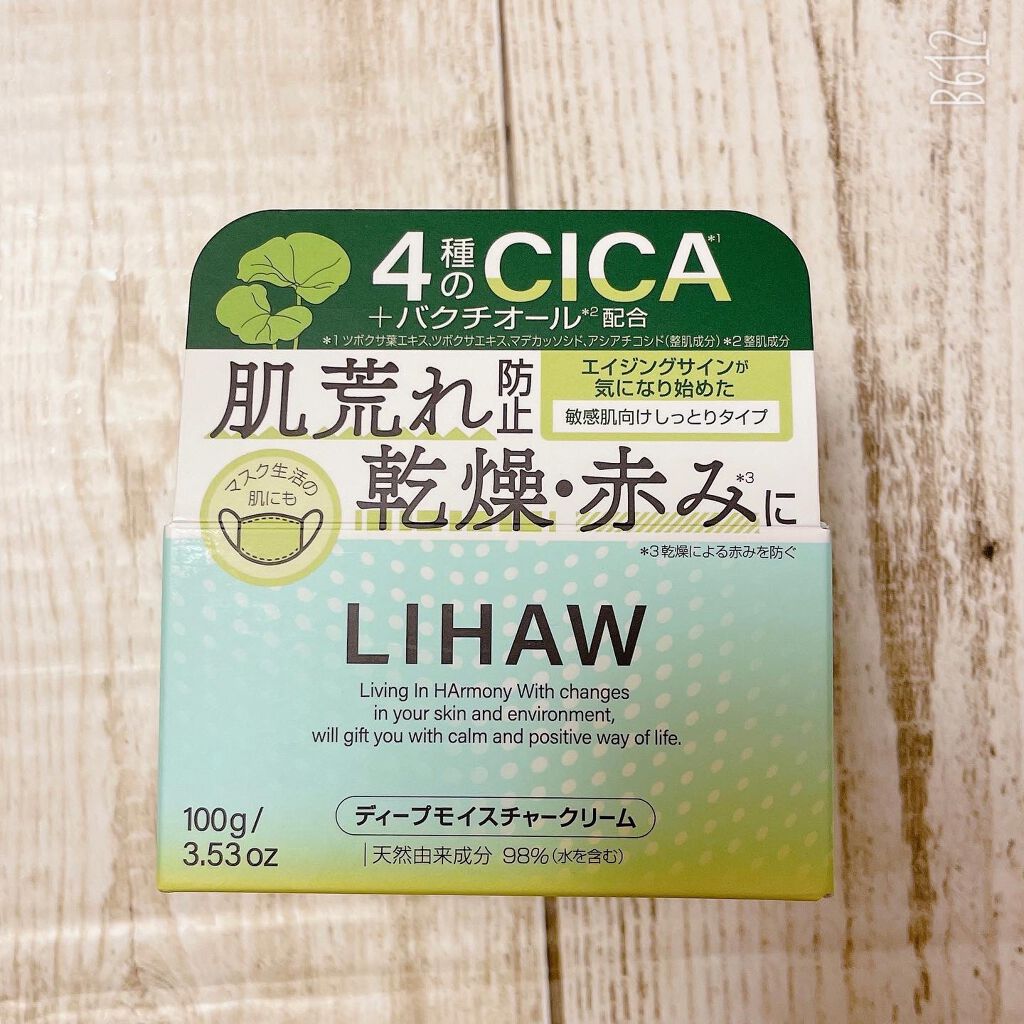 B612
4種のCICA*1
+バクチオール*2配合
*1 ツボクサ葉エキス,ツボクサエキス,マデカッソシド,アシアチコシド(整肌成分) *2 整肌成分
肌荒れ防止
エイジングサインが
気になり始めた
敏感肌向けしっとりタイプ
マスク生活の
肌にも
乾燥・赤み*3に
*3 乾燥による赤みを防ぐ
LIHAW
Living In HArmony With changes
in your skin and environment,
will gift you with calm and positive way of life.
100g/
3.53oz
ディープモイスチャークリーム
天然由来成分 98%(水を含む)